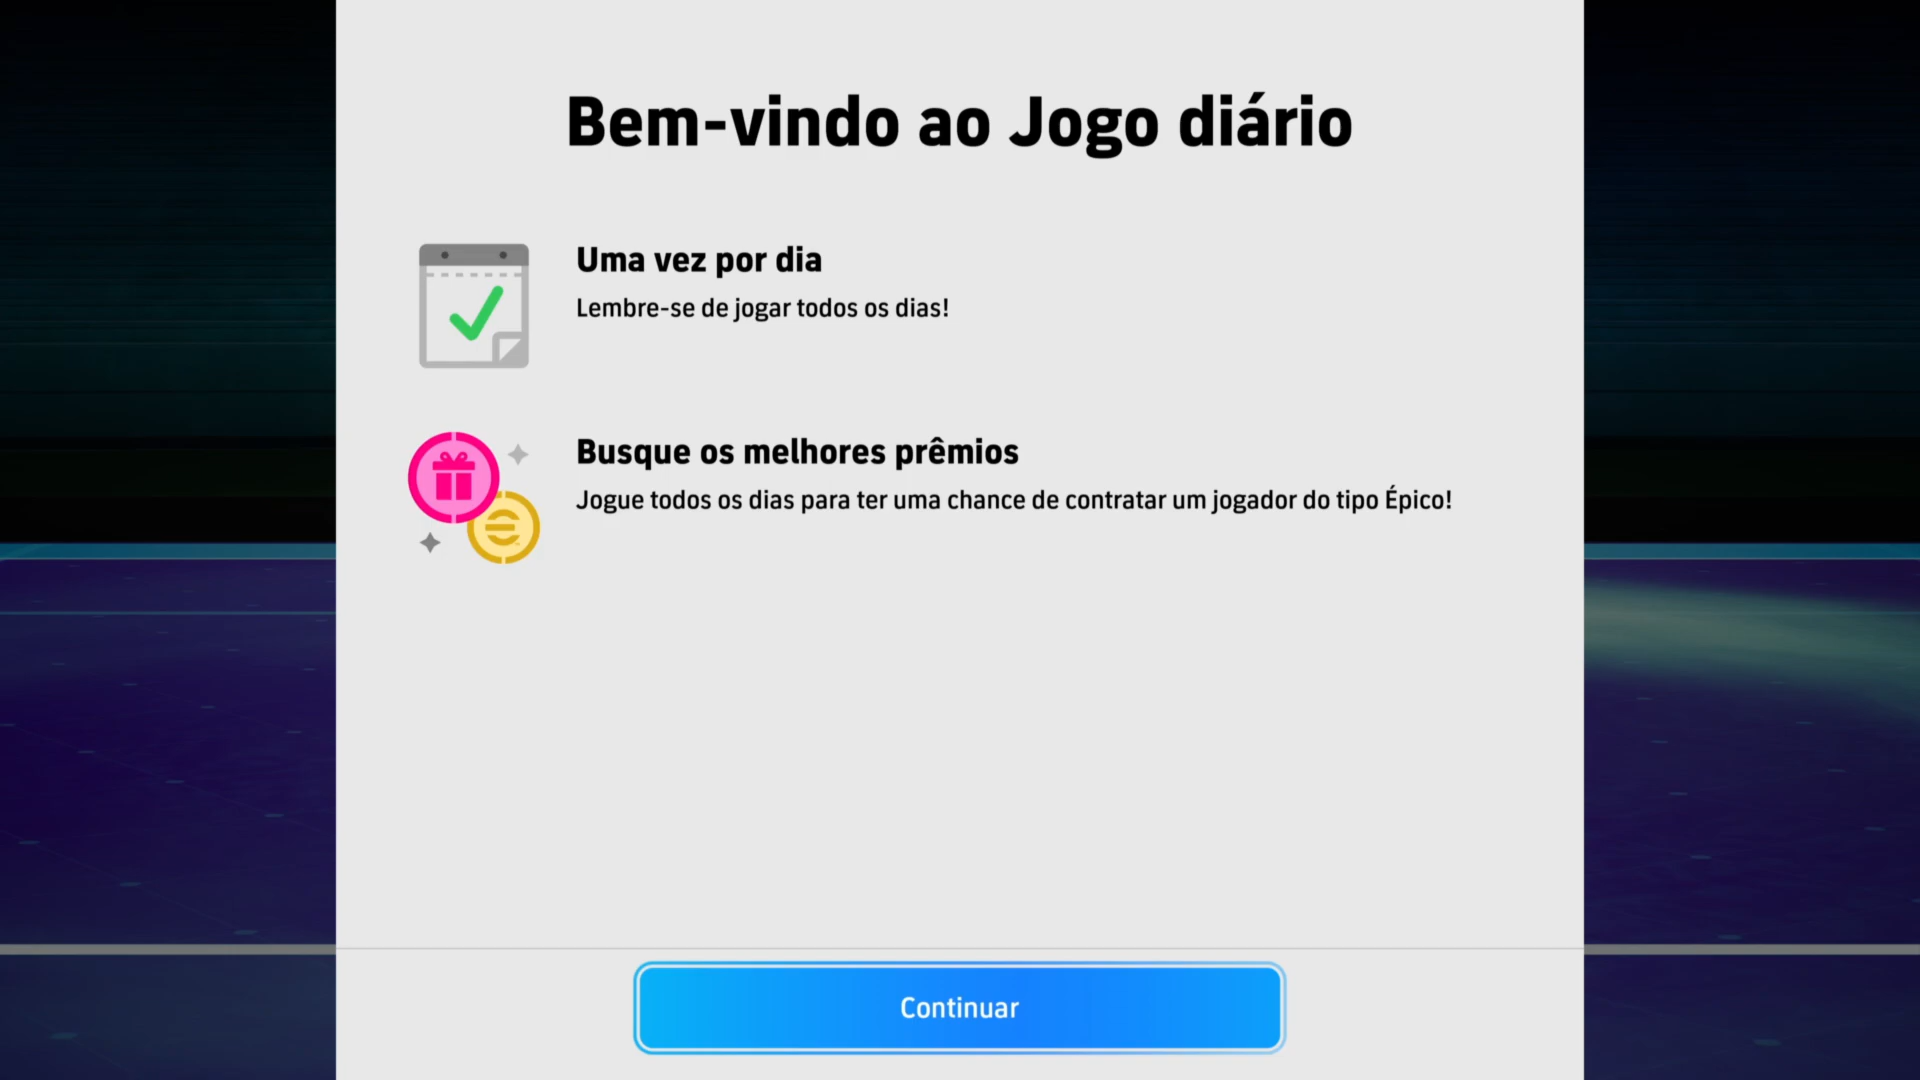 Bem-vindo ao Jogo diário
Uma vez por dia
Lembre-se de jogar todos os dias!
Busque os melhores prêmios
Jogue todos os dias para ter uma chance de contratar um jogador do tipo Épico!
Continuar